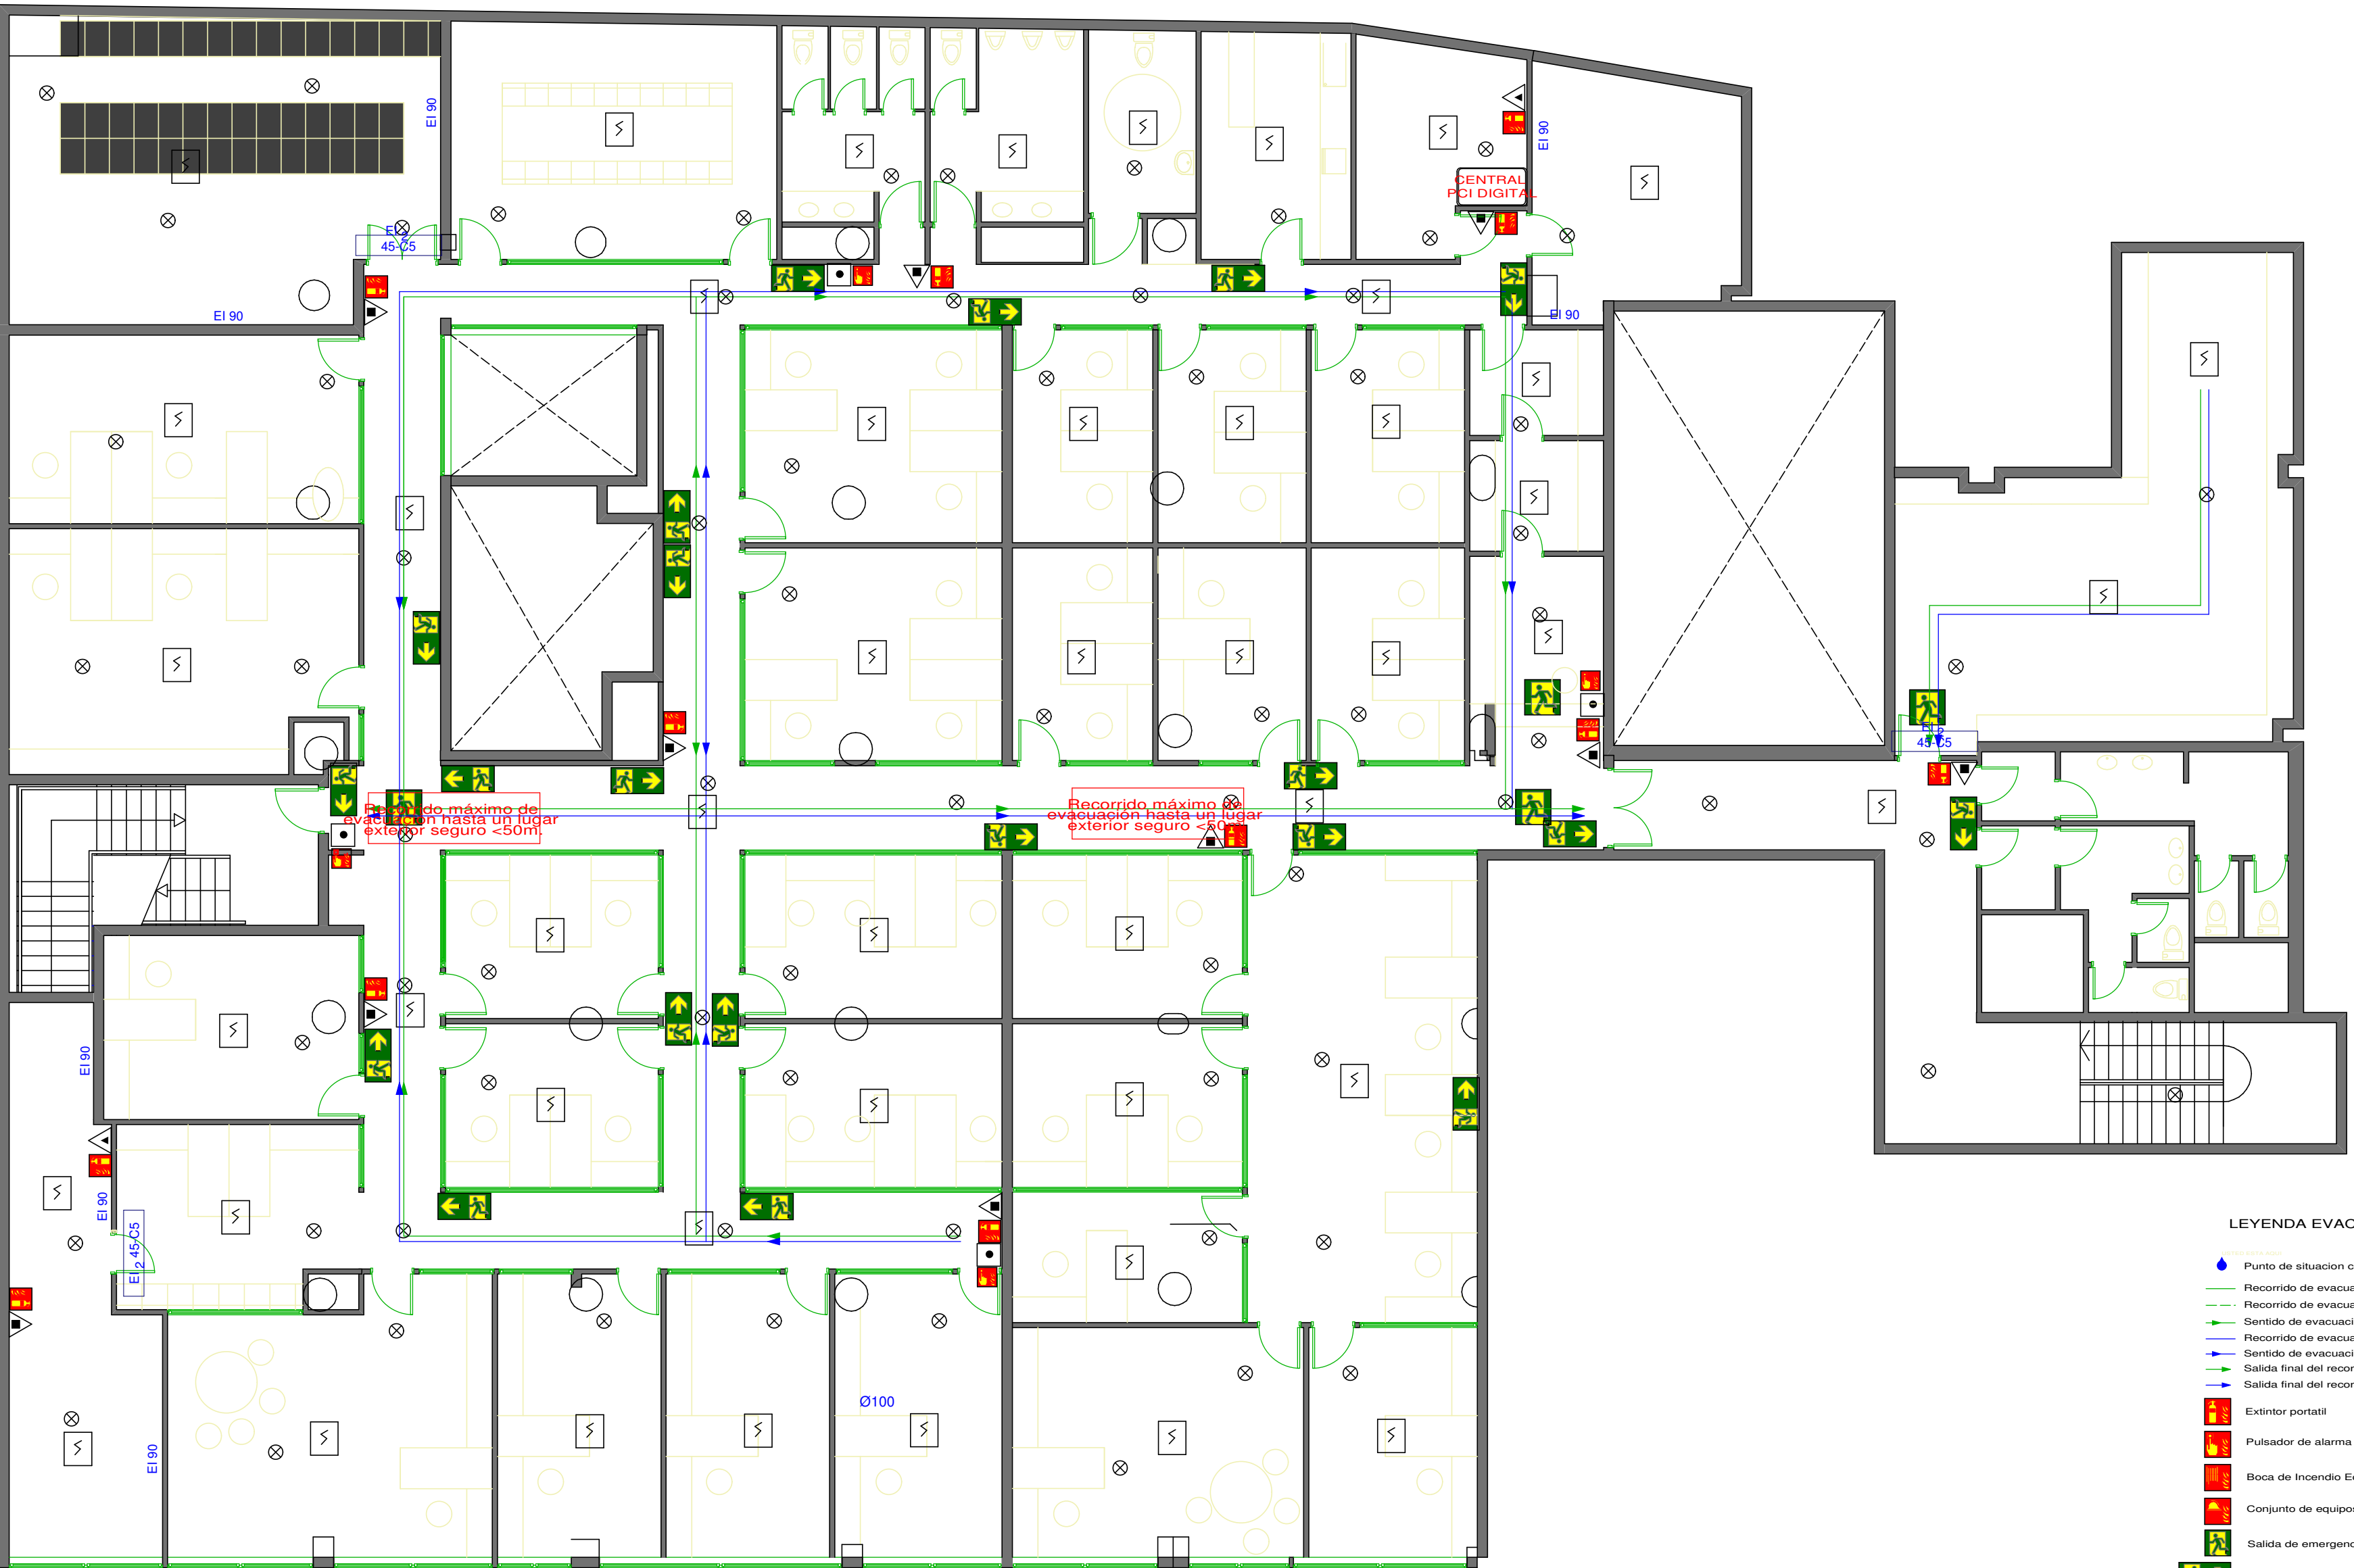 EI 90
EI 90
CENTRAL
PCI DIGITAL
EI 2
45-C5
EI 90
EI 90
EI 2
45-C5
Recorrido máximo de
evacuación hasta un lugar
exterior seguro <50m.
Recorrido máximo de
evacuación hasta un lugar
exterior seguro <50m.
EI 90
EI 90
EI 2 45-C5
EI 90
Ø100
LEYENDA EVAC
Punto de situacion c
Recorrido de evacua
Recorrido de evacua
Sentido de evacuaci
Recorrido de evacua
Sentido de evacuaci
Salida final del recor
Salida final del recor
Extintor portatil
Pulsador de alarma
Boca de Incendio E
Conjunto de equipos
Salida de emergenc